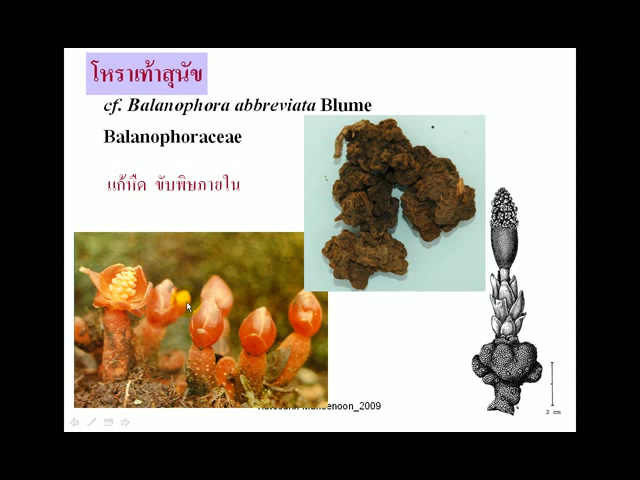 โหราเท้าสุนัข
cf. Balanophora abbreviata Blume
Balanophoraceae
แก้หืด ขับพิษภายใน
2 cm